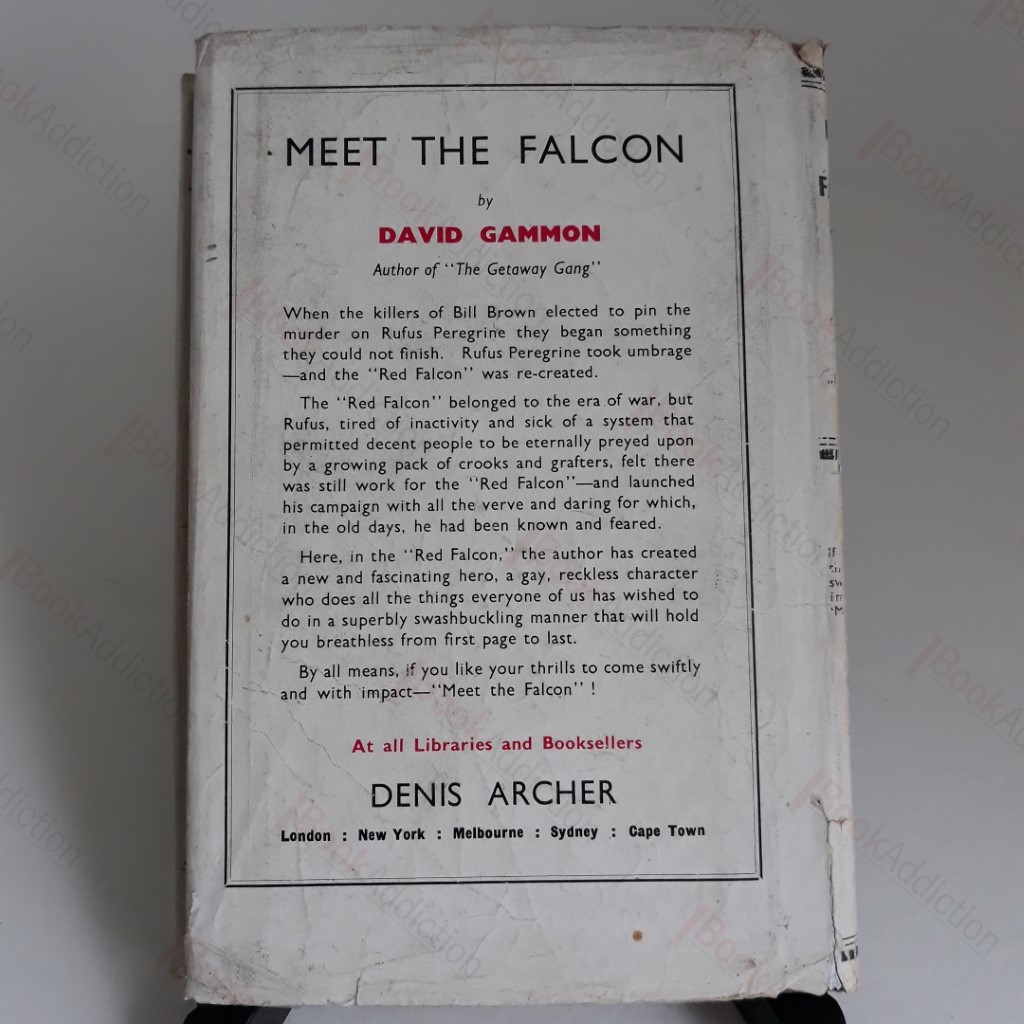 MEET THE FALCON
by
DAVID GAMMON
Author of "The Getaway Gang"
When the killers of Bill Brown elected to pin the
murder on Rufus Peregrine they began something
they could not finish. Rufus Peregrine took umbrage
—and the "Red Falcon" was re-created.
The "Red Falcon" belonged to the era of war, but
Rufus, tired of inactivity and sick of a system that
permitted decent people to be eternally preyed upon
by a growing pack of crooks and grafters, felt there
was still work for the "Red Falcon"—and launched
his campaign with all the verve and daring for which,
in the old days, he had been known and feared.
Here, in the "Red Falcon," the author has created
a new and fascinating hero, a gay, reckless character
who does all the things everyone of us has wished to
do in a superbly swashbuckling manner that will hold
you breathless from first page to last.
By all means, if you like your thrills to come swiftly
and with impact—"Meet the Falcon" !
At all Libraries and Booksellers
DENIS ARCHER
London : New York : Melbourne : Sydney : Cape Town
BookAddiction